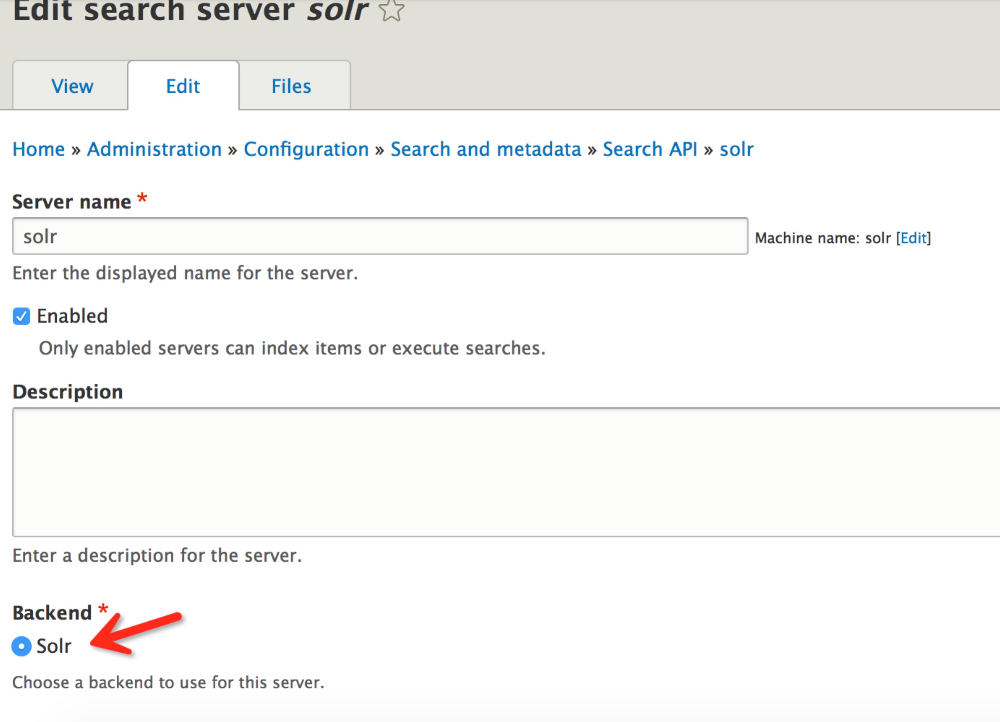 Edit search server solr
View Edit Files
Home » Administration » Configuration » Search and metadata » Search API » solr
Server name *
solr
Machine name: solr [Edit]
Enter the displayed name for the server.
Enabled
Only enabled servers can index items or execute searches.
Description
Enter a description for the server.
Backend *
Solr
Choose a backend to use for this server.